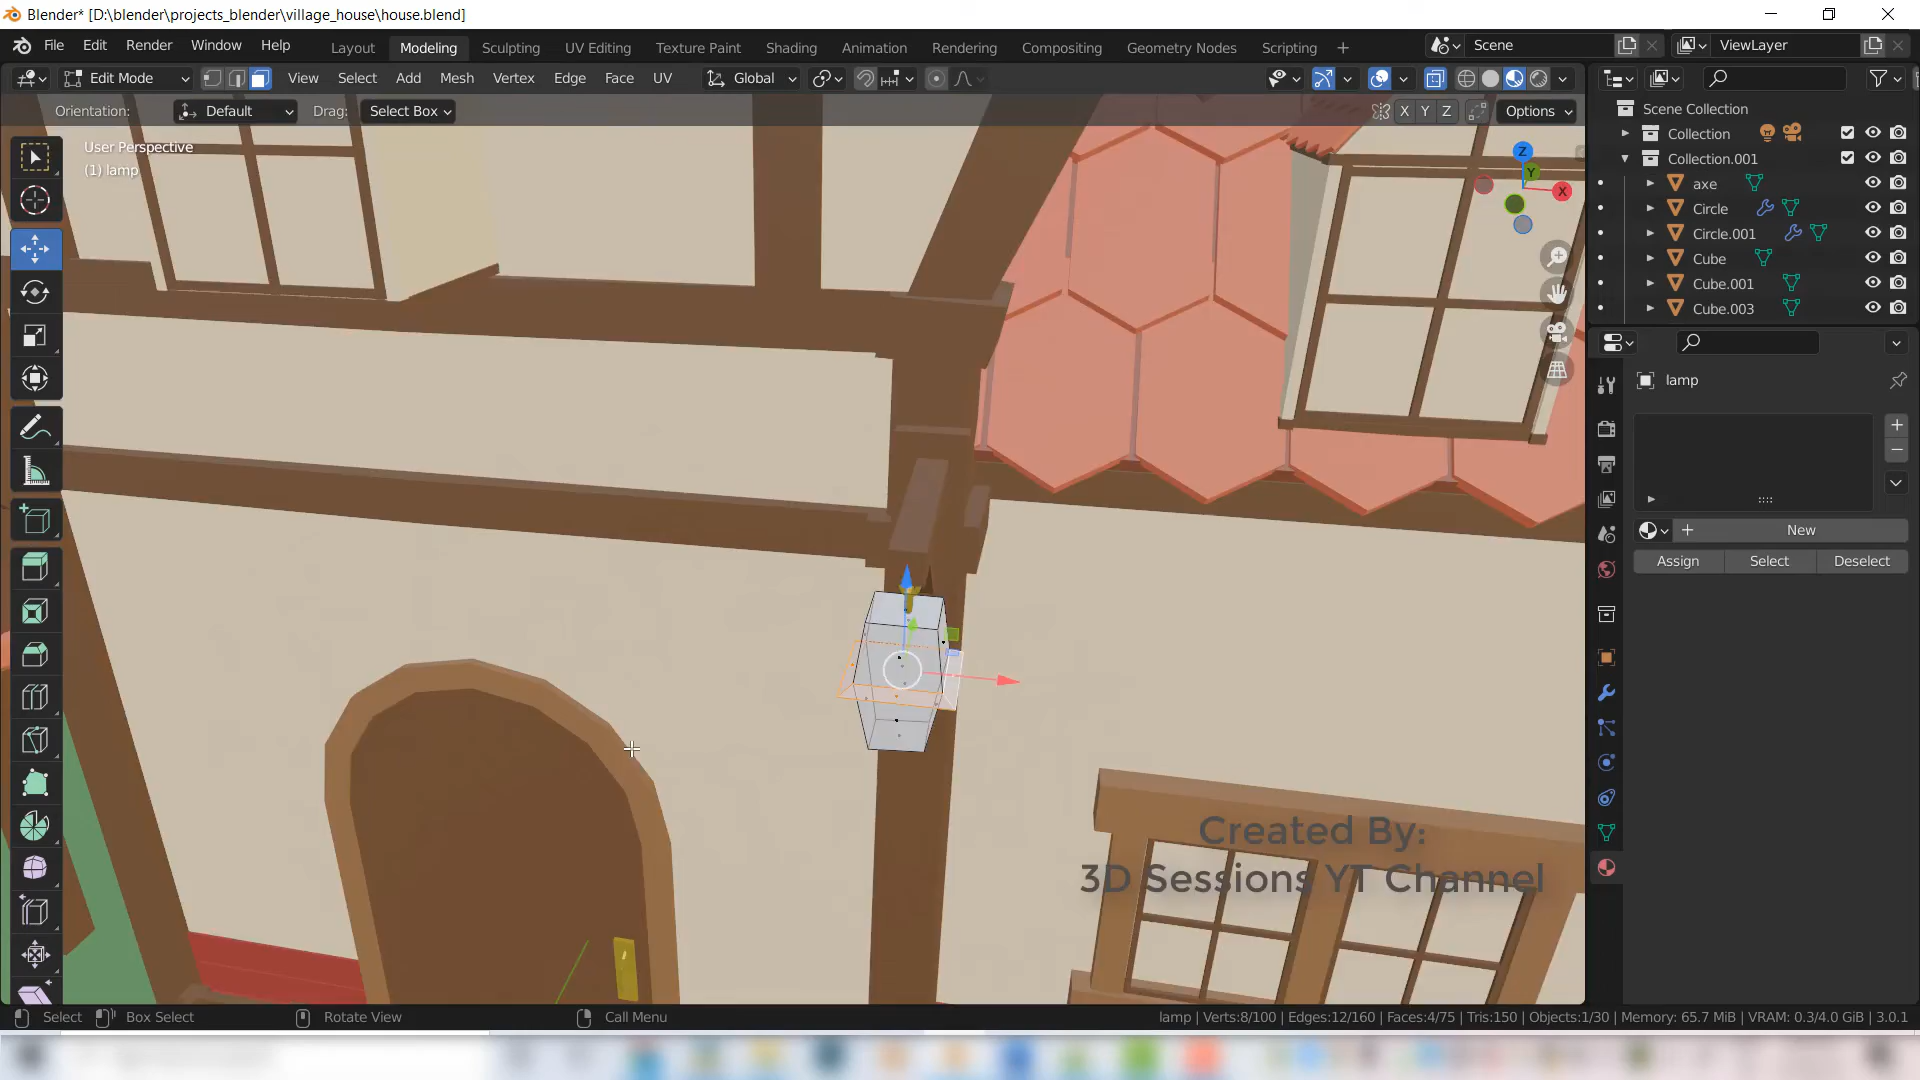 Blender* [D:\blender\projects_blender\village_house\house.blend]
File Edit Render Window Help Layout Modeling Sculpting UV Editing Texture Paint Shading Animation Rendering Compositing Geometry Nodes Scripting Scene ViewLayer
Edit Mode View Select Add Mesh Vertex Edge Face UV Global
Orientation: Default Drag: Select Box X Y Z Options
User Perspective
(1) lamp
Z
Y
X
Scene Collection
Collection
Collection.001
axe
Circle
Circle.001
Cube
Cube.001
Cube.003
lamp
New
Assign Select Deselect
Created By:
3D Sessions YT Channel
Select Box Select Rotate View Call Menu
lamp | Verts:8/100 | Edges:12/160 | Faces:4/75 | Tris:150 | Objects:1/30 | Memory: 65.7 MiB | VRAM: 0.3/4.0 GiB | 3.0.1